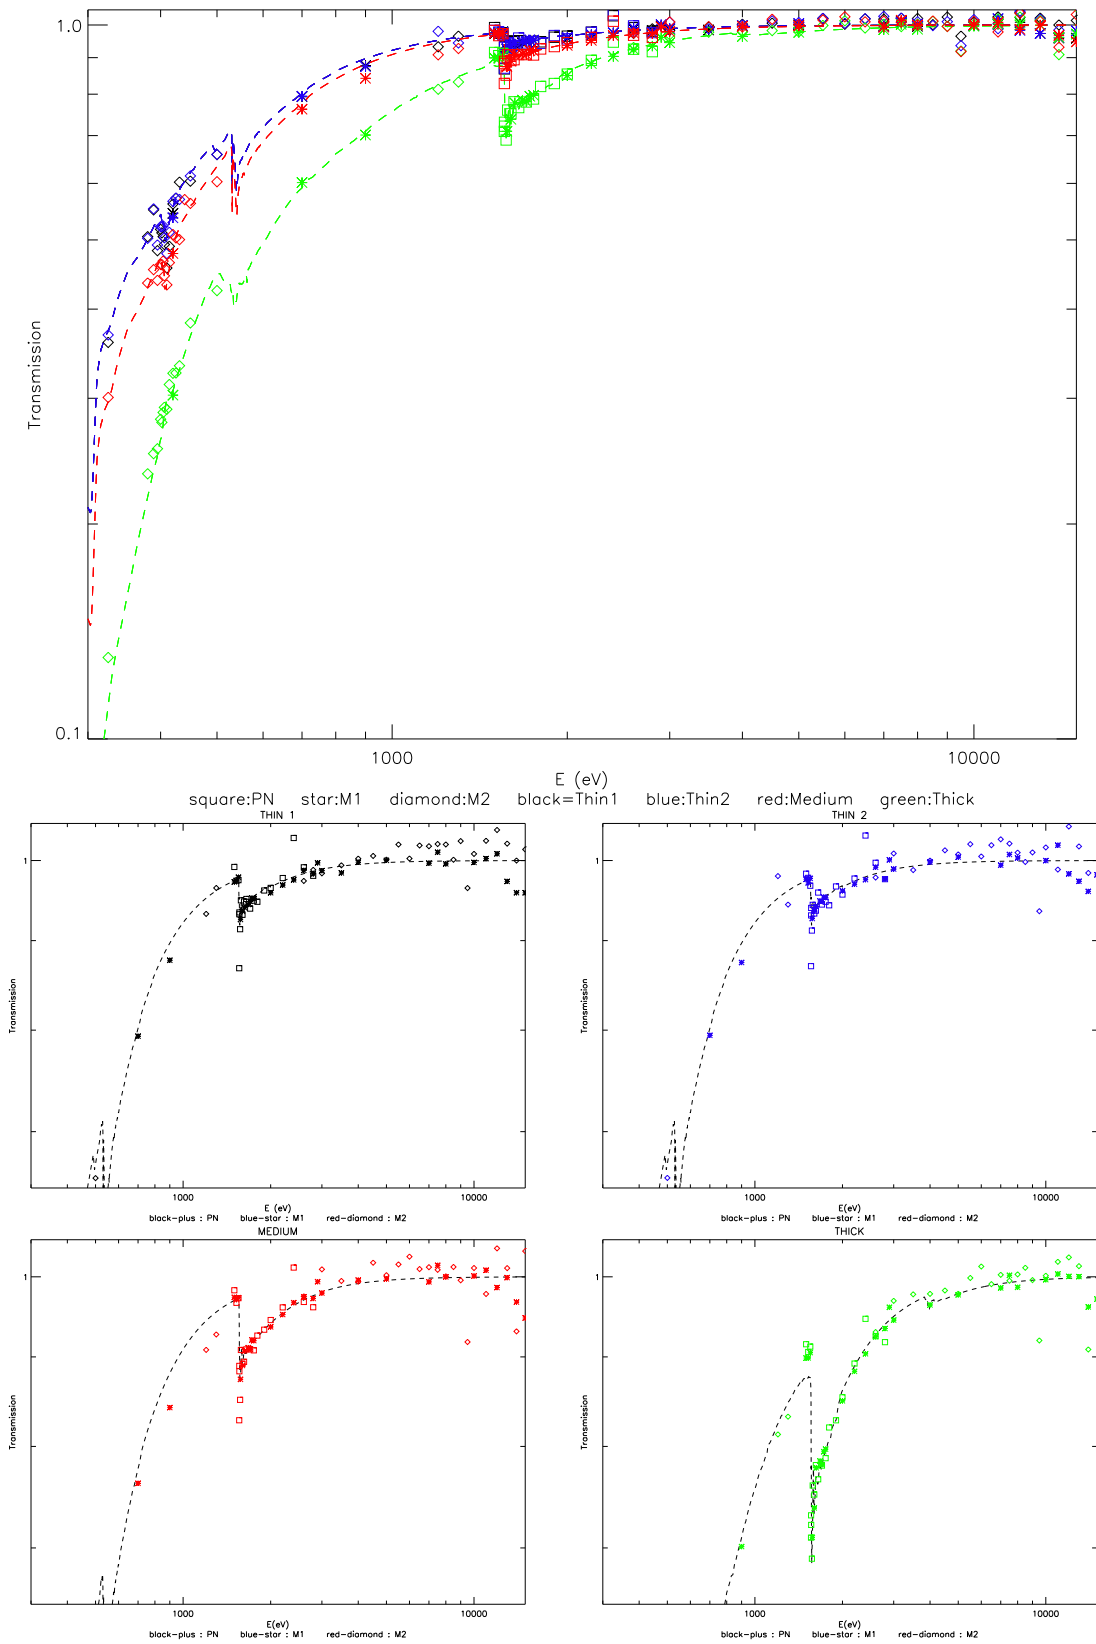 1.0
Transmission
0.1
1000 10000
E (eV)
square:PN star:M1 diamond:M2 black=Thin1 blue:Thin2 red:Medium green:Thick
THIN 1
1
Transmission
1000 10000
E (eV)
black-plus : PN blue-star : M1 red-diamond : M2
THIN 2
1
Transmission
1000 10000
E(eV)
black-plus : PN blue-star : M1 red-diamond : M2
MEDIUM
1
Transmission
1000 10000
E(eV)
black-plus : PN blue-star : M1 red-diamond : M2
THICK
1
Transmission
1000 10000
E(eV)
black-plus : PN blue-star : M1 red-diamond : M2